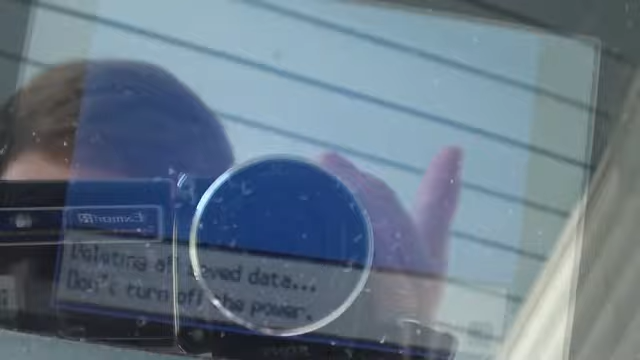 Deleting all saved data...
Don't turn off the power.